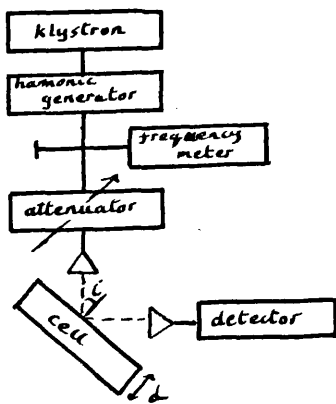 klystron
hamonic
generator
frequency
meter
attenuator
i
cell
detector
d